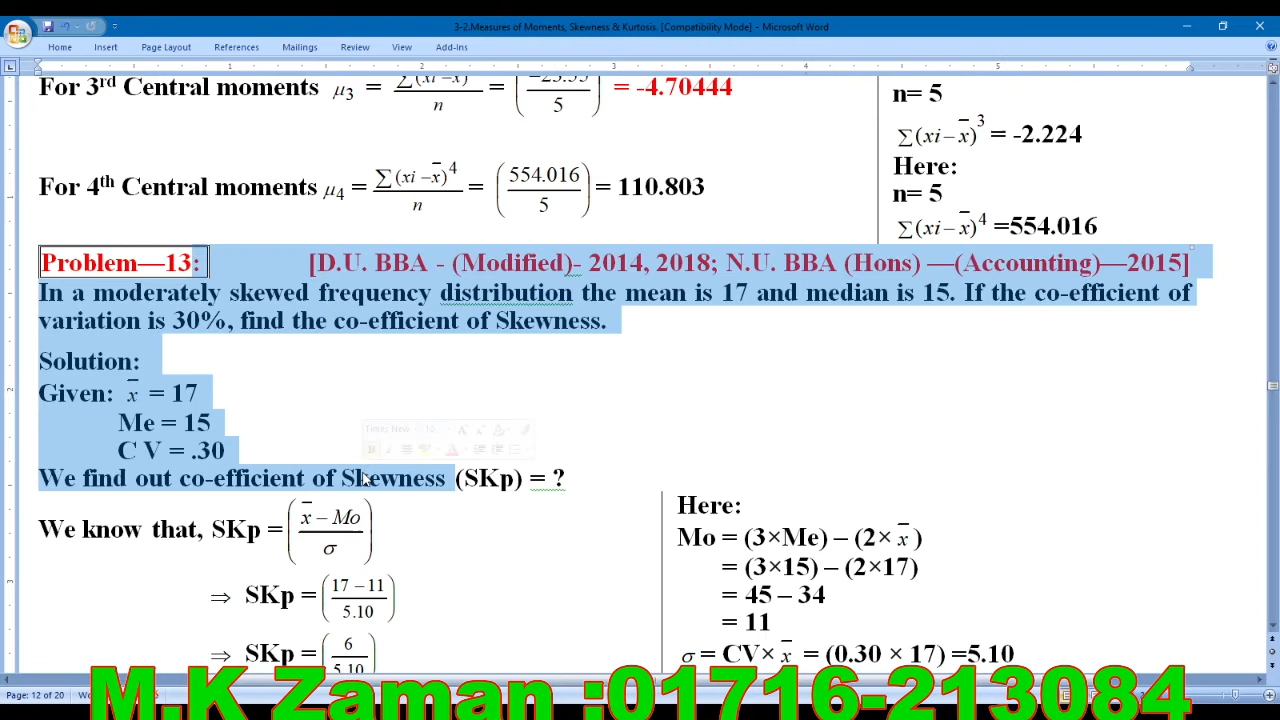 3-2.Measures of Moments, Skewness & Kurtosis. [Compatibility Mode] - Microsoft Word
Home Insert Page Layout References Mailings Review View Add-Ins
For 3rd Central moments μ3 = ∑(xi −x̄)3 / n = (−23.55 / 5) = -4.70444
n= 5
∑(xi− x̄)3 = -2.224
Here:
For 4th Central moments μ4 = ∑(xi −x̄)4 / n = (554.016 / 5) = 110.803
n= 5
∑(xi− x̄)4 =554.016
Problem—13: [D.U. BBA - (Modified)- 2014, 2018; N.U. BBA (Hons) —(Accounting)—2015]
In a moderately skewed frequency distribution the mean is 17 and median is 15. If the co-efficient of
variation is 30%, find the co-efficient of Skewness.
Solution:
Given: x̄ = 17
Me = 15
C V = .30
We find out co-efficient of Skewness (SKp) = ?
We know that, SKp = (x̄ − Mo / σ)
⇒ SKp = (17 −11 / 5.10)
⇒ SKp = (6 / 5.10)
Here:
Mo = (3×Me) – (2× x̄ )
= (3×15) – (2×17)
= 45 – 34
= 11
σ = CV× x̄ = (0.30 × 17) =5.10
Times New
M.K Zaman :01716-213084
Page: 12 of 20